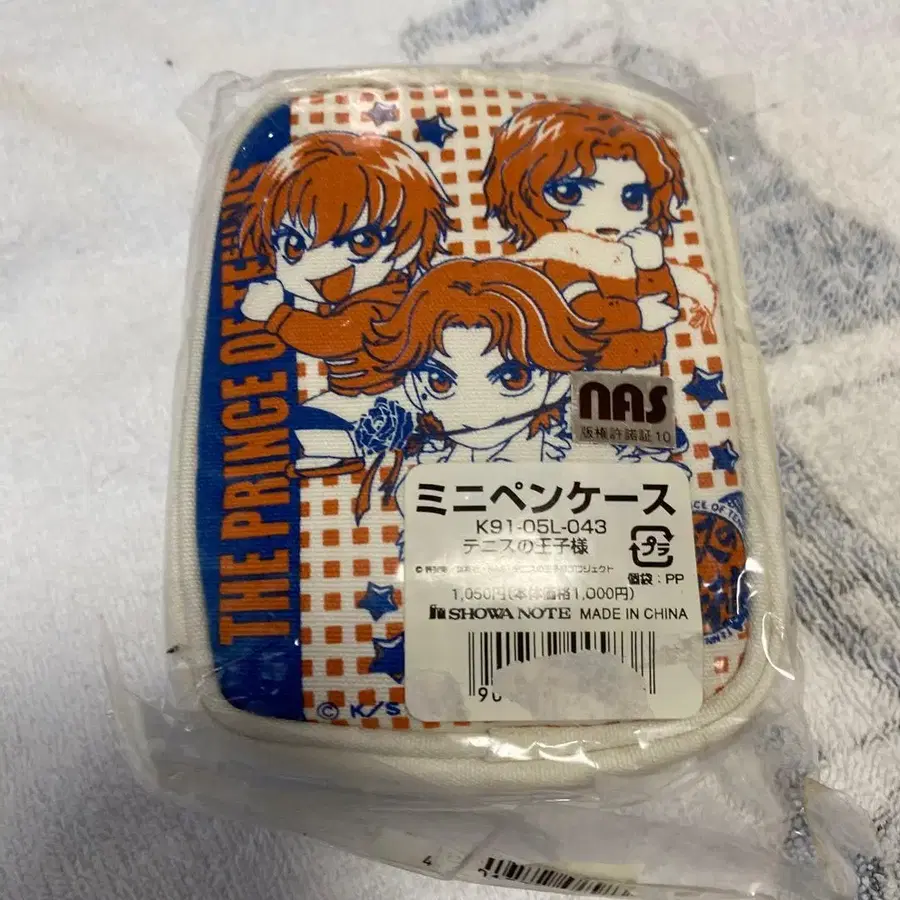 THE PRINCE OF TENNIS
nAS
版権許諾証10
ミニペンケース
K91-05L-043
テニスの王子様
プラ
個袋:PP
1,050円(本体価格1,000円)
SHOWA NOTE MADE IN CHINA
© K/S